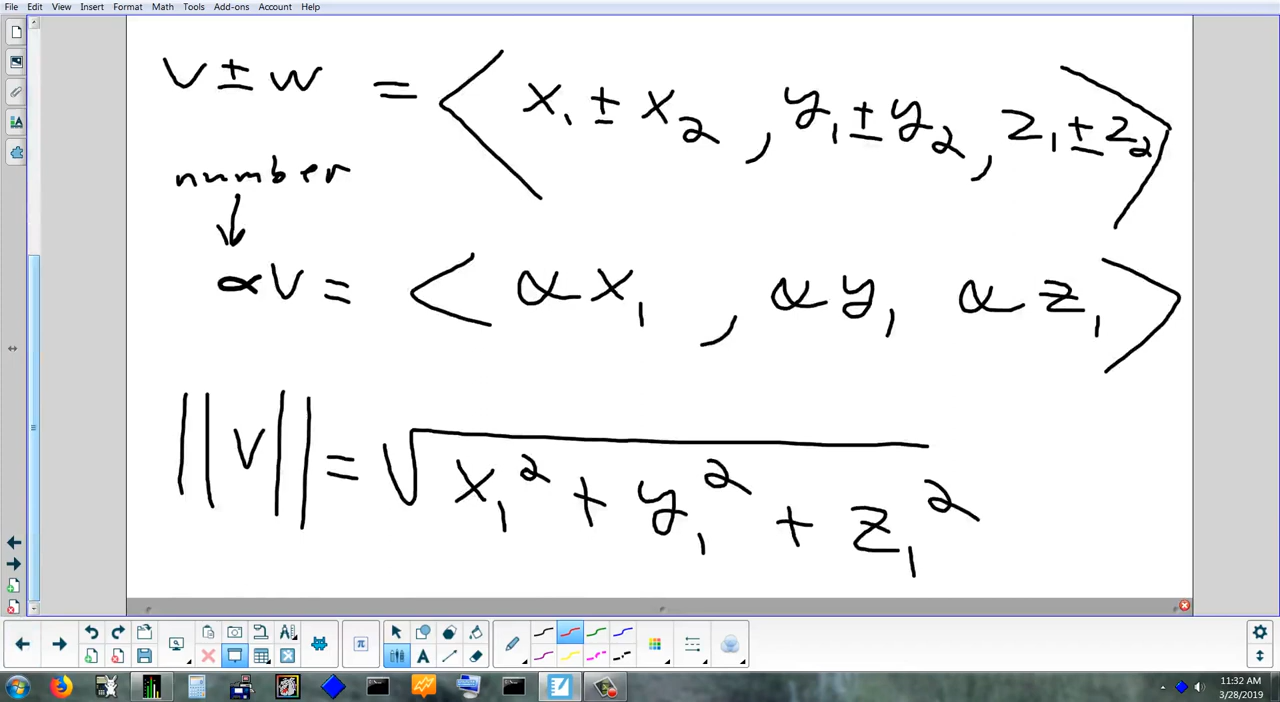 File Edit View Insert Format Math Tools Add-ons Account Help
V ± W = < x₁ ± x₂ , y₁ ± y₂ , z₁ ± z₂ >
number
↓
αV = < αx₁ , αy₁ αz₁ >
||V|| = √x₁² + y₁² + z₁²
π
A
11:32 AM
3/28/2019